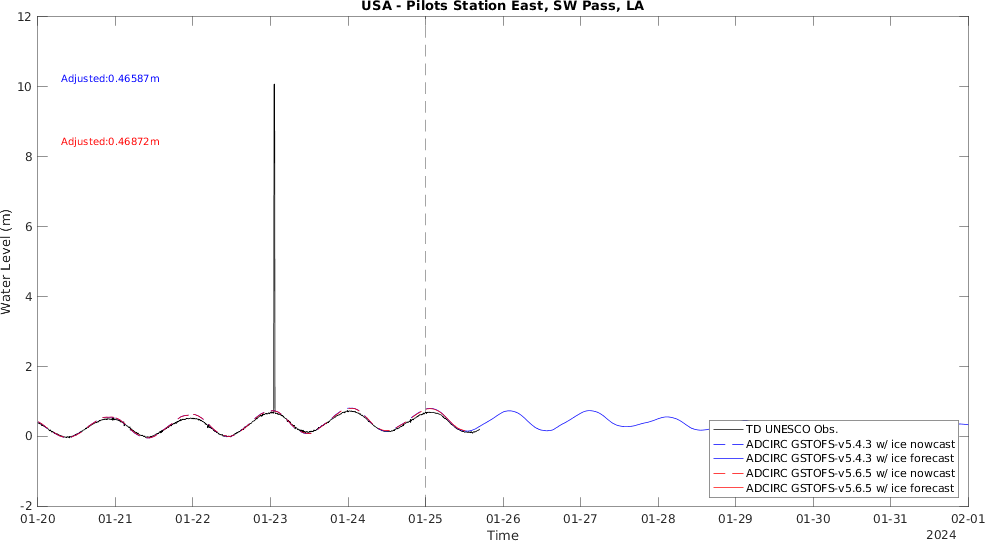 USA - Pilots Station East, SW Pass, LA
12
10
8
6
4
2
0
-2
Water Level (m)
Adjusted:0.46587m
Adjusted:0.46872m
TD UNESCO Obs.
ADCIRC GSTOFS-v5.4.3 w/ ice nowcast
ADCIRC GSTOFS-v5.4.3 w/ ice forecast
ADCIRC GSTOFS-v5.6.5 w/ ice nowcast
ADCIRC GSTOFS-v5.6.5 w/ ice forecast
01-20 01-21 01-22 01-23 01-24 01-25 01-26 01-27 01-28 01-29 01-30 01-31 02-01
Time
2024